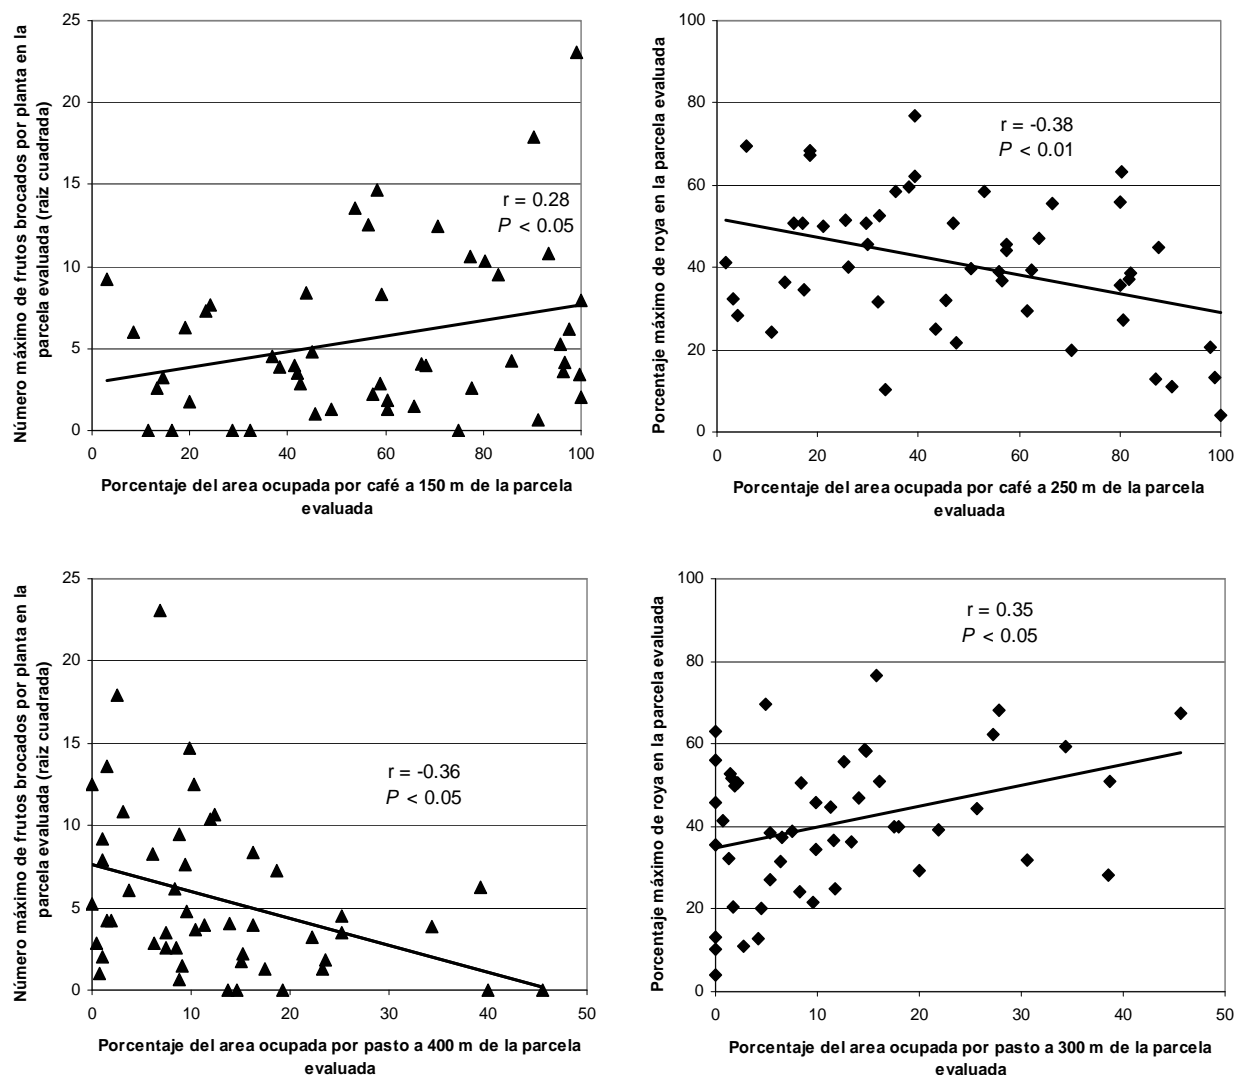 Número máximo de frutos brocados por planta en la
parcela evaluada (raiz cuadrada)
25
20
15
10
5
0
r = 0.28
P < 0.05
0 20 40 60 80 100
Porcentaje del area ocupada por café a 150 m de la parcela
evaluada
Porcentaje máximo de roya en la parcela evaluada
100
80
60
40
20
0
r = -0.38
P < 0.01
0 20 40 60 80 100
Porcentaje del area ocupada por café a 250 m de la parcela
evaluada
Número máximo de frutos brocados por planta en la
parcela evaluada (raiz cuadrada)
25
20
15
10
5
0
r = -0.36
P < 0.05
0 10 20 30 40 50
Porcentaje del area ocupada por pasto a 400 m de la parcela
evaluada
Porcentaje máximo de roya en la parcela evaluada
100
80
60
40
20
0
r = 0.35
P < 0.05
0 10 20 30 40 50
Porcentaje del area ocupada por pasto a 300 m de la parcela
evaluada